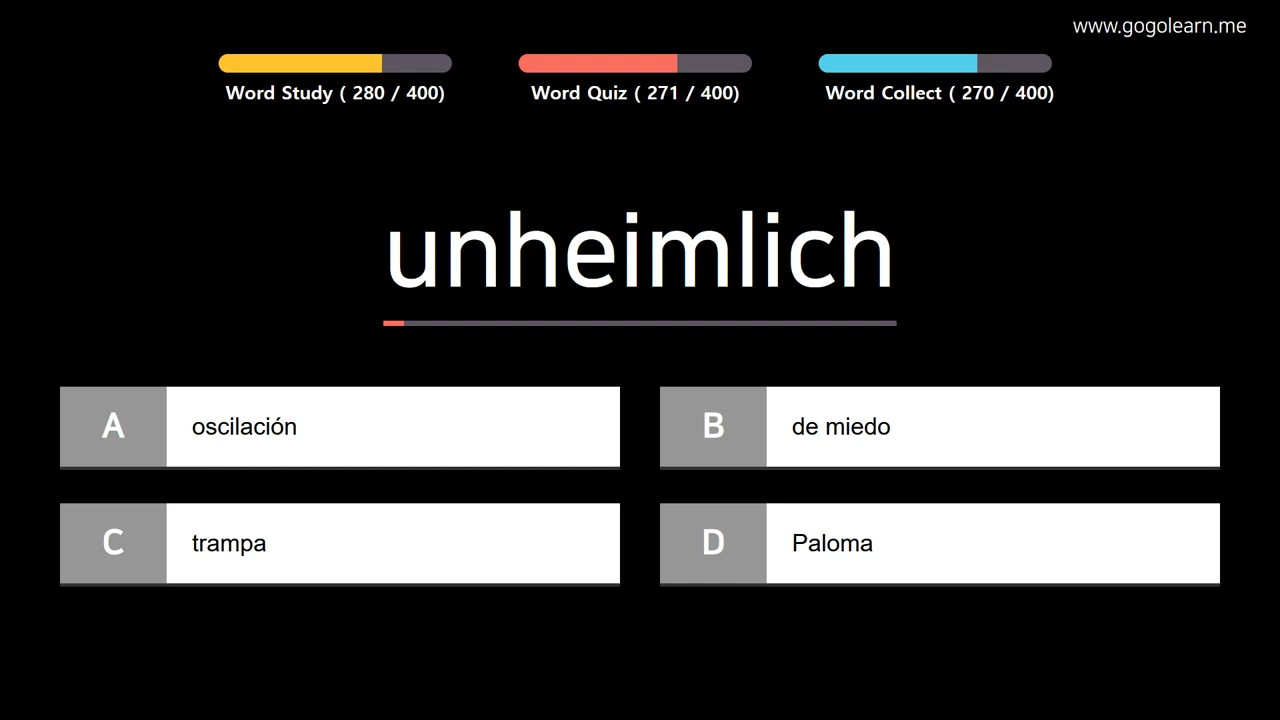 www.gogolearn.me
Word Study ( 280 / 400)
Word Quiz ( 271 / 400)
Word Collect ( 270 / 400)
unheimlich
A
oscilación
B
de miedo
C
trampa
D
Paloma